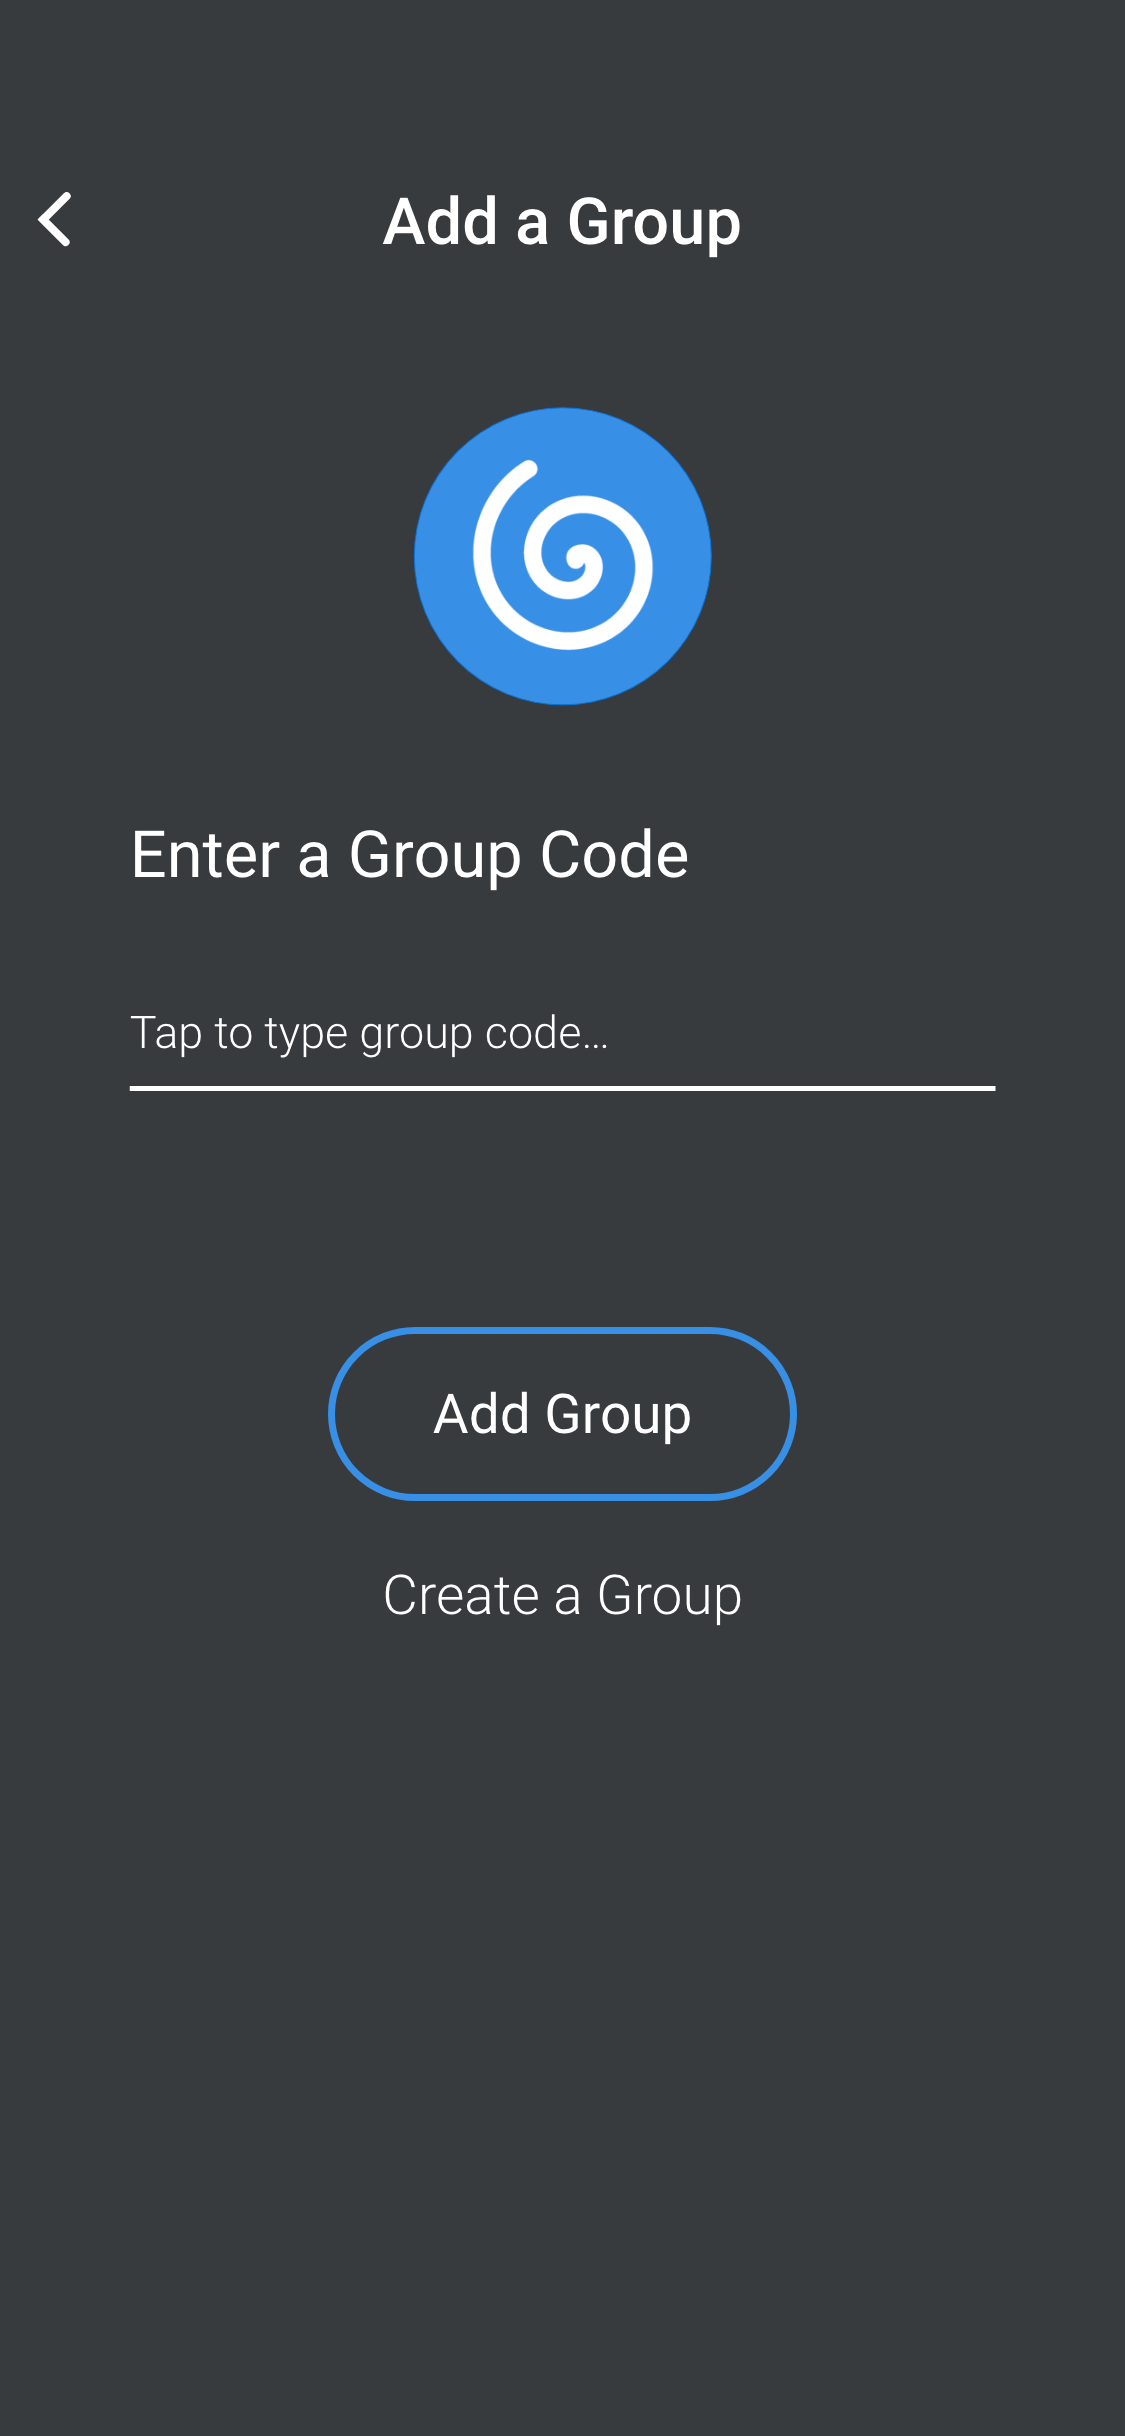 Add a Group
Enter a Group Code
Tap to type group code...
Add Group
Create a Group